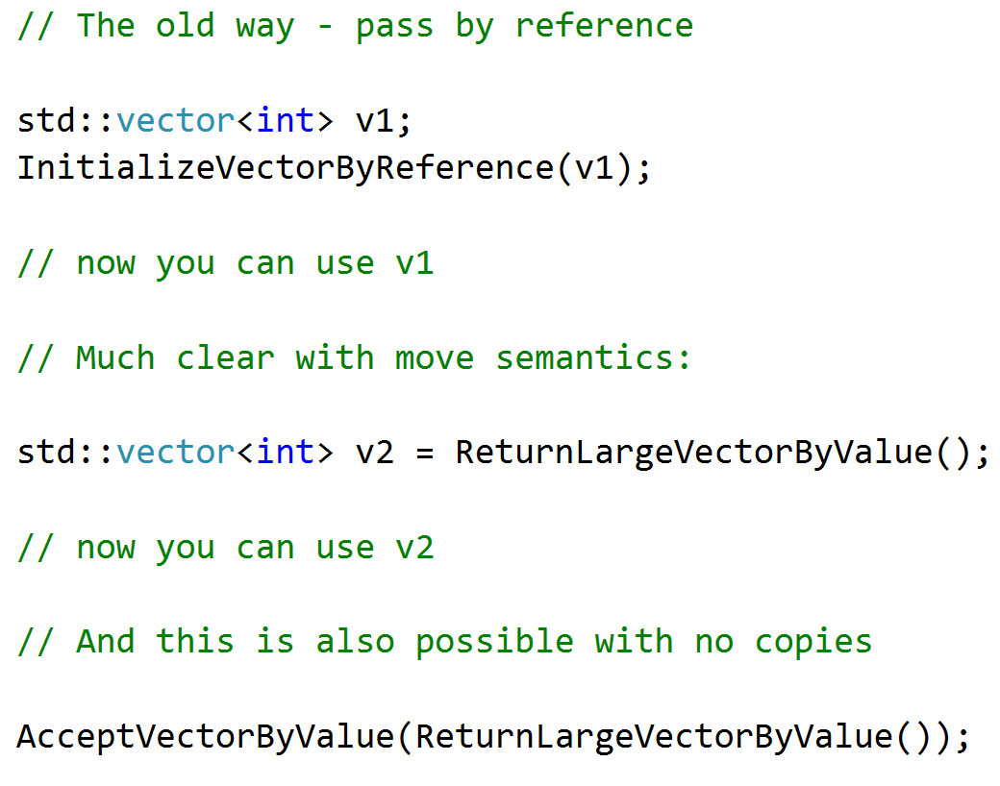 // The old way - pass by reference
std::vector<int> v1;
InitializeVectorByReference(v1);
// now you can use v1
// Much clear with move semantics:
std::vector<int> v2 = ReturnLargeVectorByValue();
// now you can use v2
// And this is also possible with no copies
AcceptVectorByValue(ReturnLargeVectorByValue());